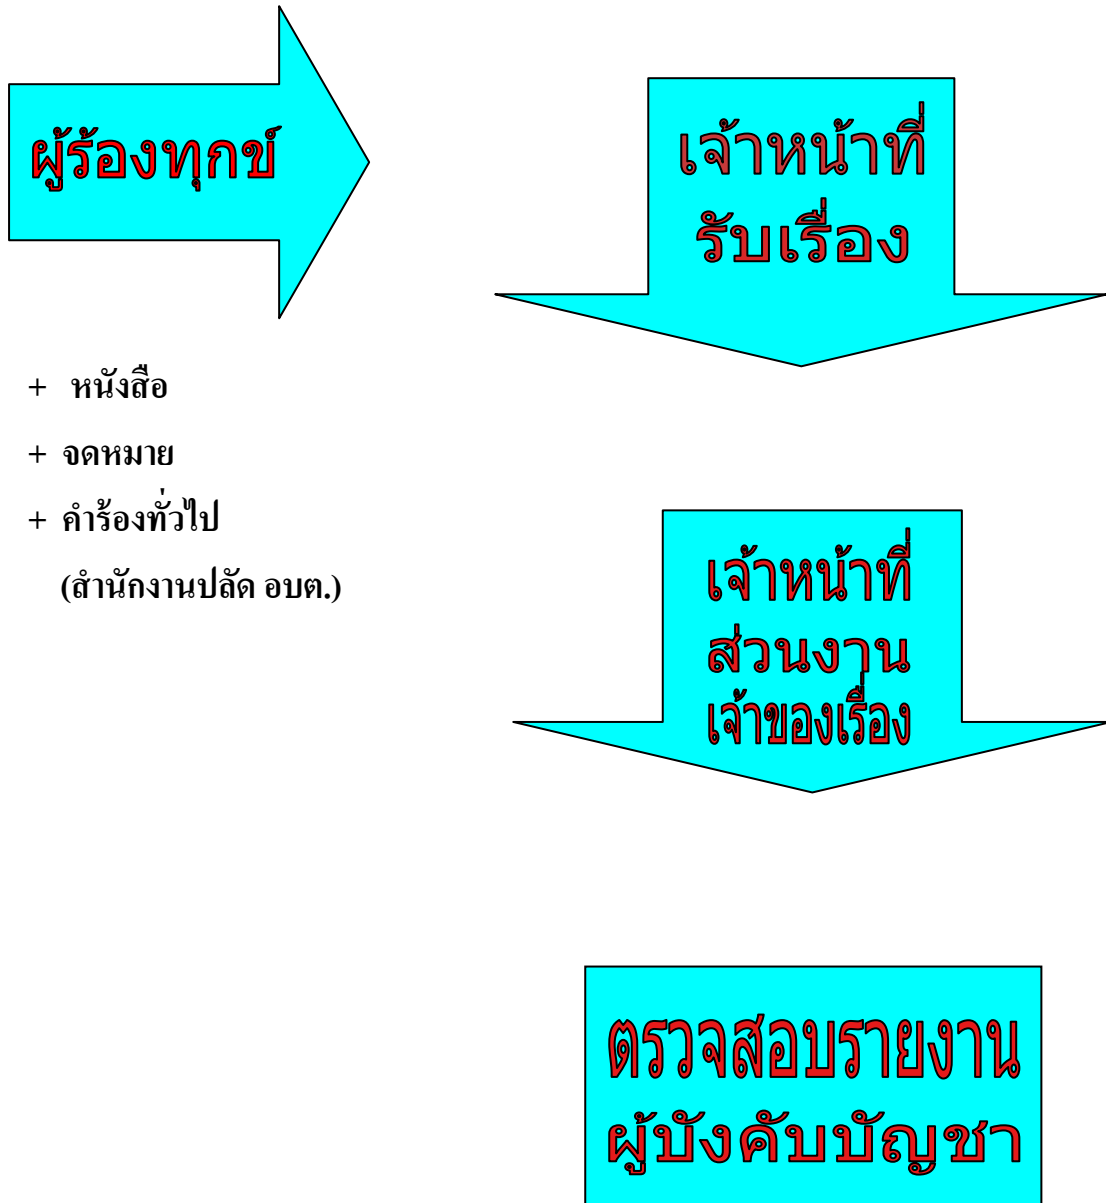 ผู้ร้องทุกข์
เจ้าหน้าที่
รับเรื่อง
+ หนังสือ
+ จดหมาย
+ คำร้องทั่วไป
(สำนักงานปลัด อบต.)
เจ้าหน้าที่
ส่วนงาน
เจ้าของเรื่อง
ตรวจสอบรายงาน
ผู้บังคับบัญชา